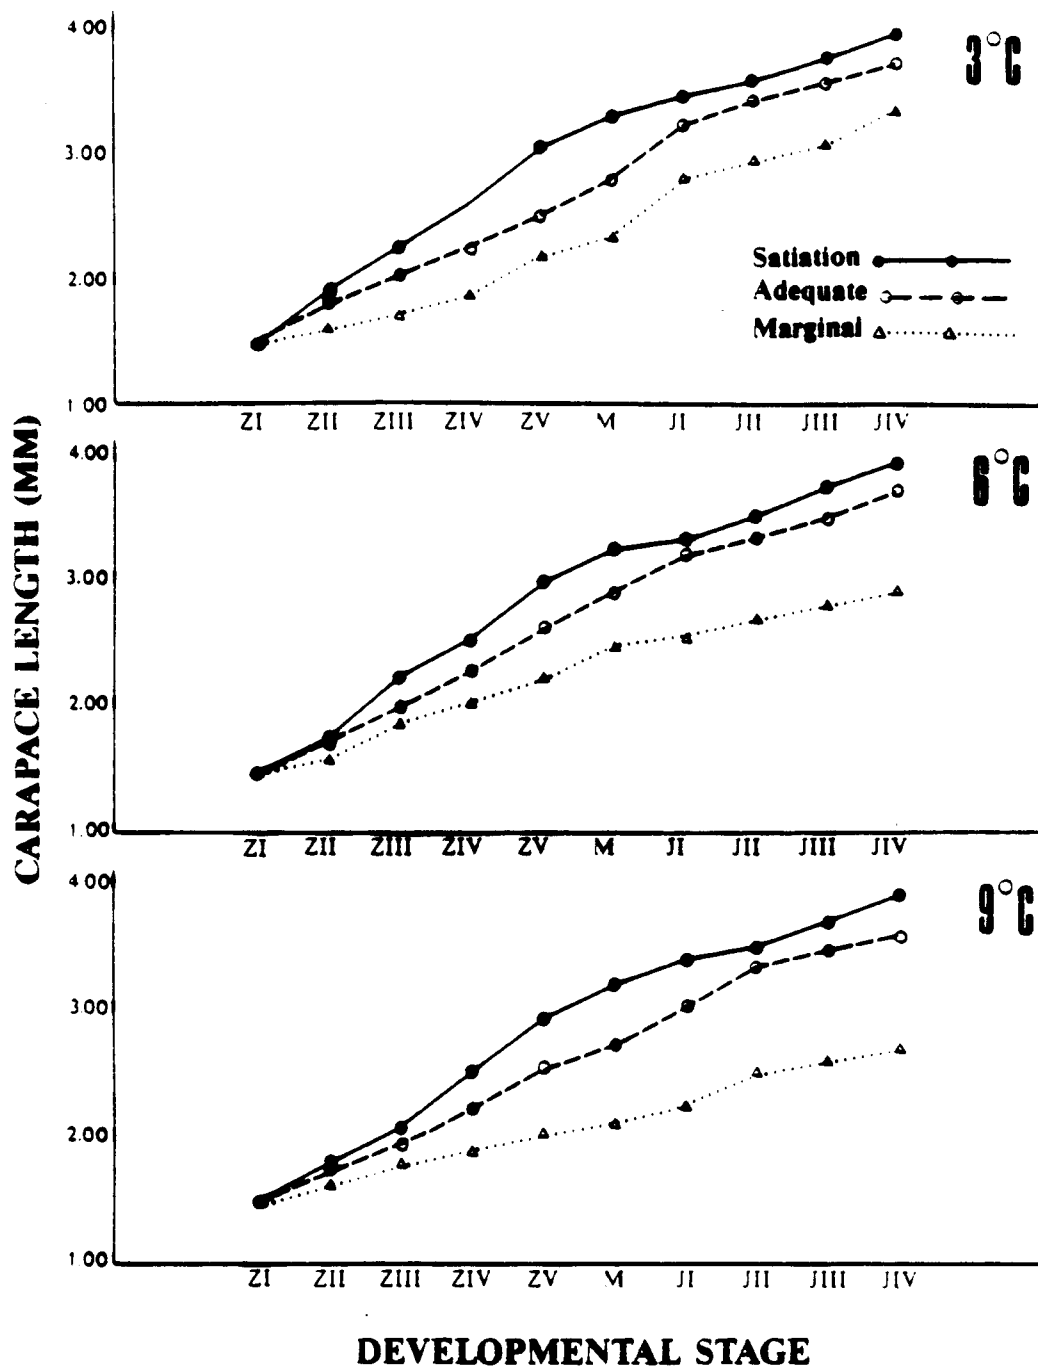 4 00
3°C
3.00
2.00
Satiation
Adequate
Marginal
1 00
ZI ZII ZIII ZIV ZV M JI JII JIII JIV
4.00
6°C
3.00
2.00
1.00
ZI ZII ZIII ZIV ZV M JI JII JIII JIV
4 00
9°C
3.00
2.00
1 00
ZI ZII ZIII ZIV ZV M JI JII JIII JIV
CARAPACE LENGTH (MM)
DEVELOPMENTAL STAGE